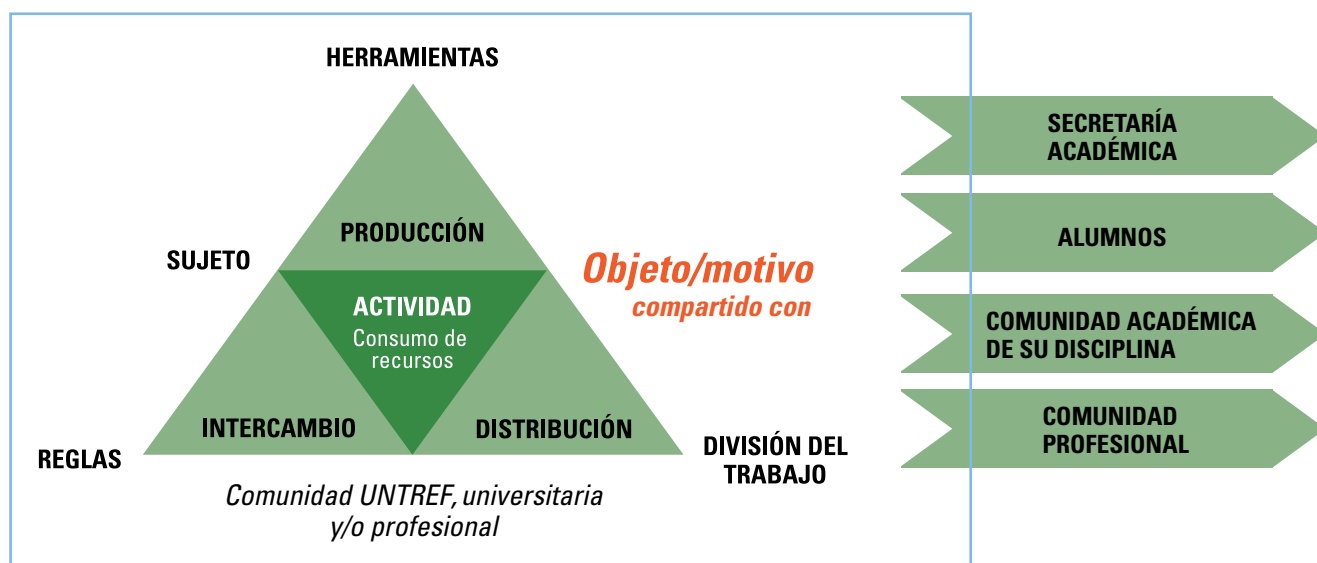 HERRAMIENTAS
PRODUCCIÓN
SUJETO
Objeto/motivo
compartido con
ACTIVIDAD
Consumo de
recursos
INTERCAMBIO
DISTRIBUCIÓN
REGLAS
DIVISIÓN DEL
TRABAJO
Comunidad UNTREF, universitaria
y/o profesional
SECRETARÍA
ACADÉMICA
ALUMNOS
COMUNIDAD ACADÉMICA
DE SU DISCIPLINA
COMUNIDAD
PROFESIONAL